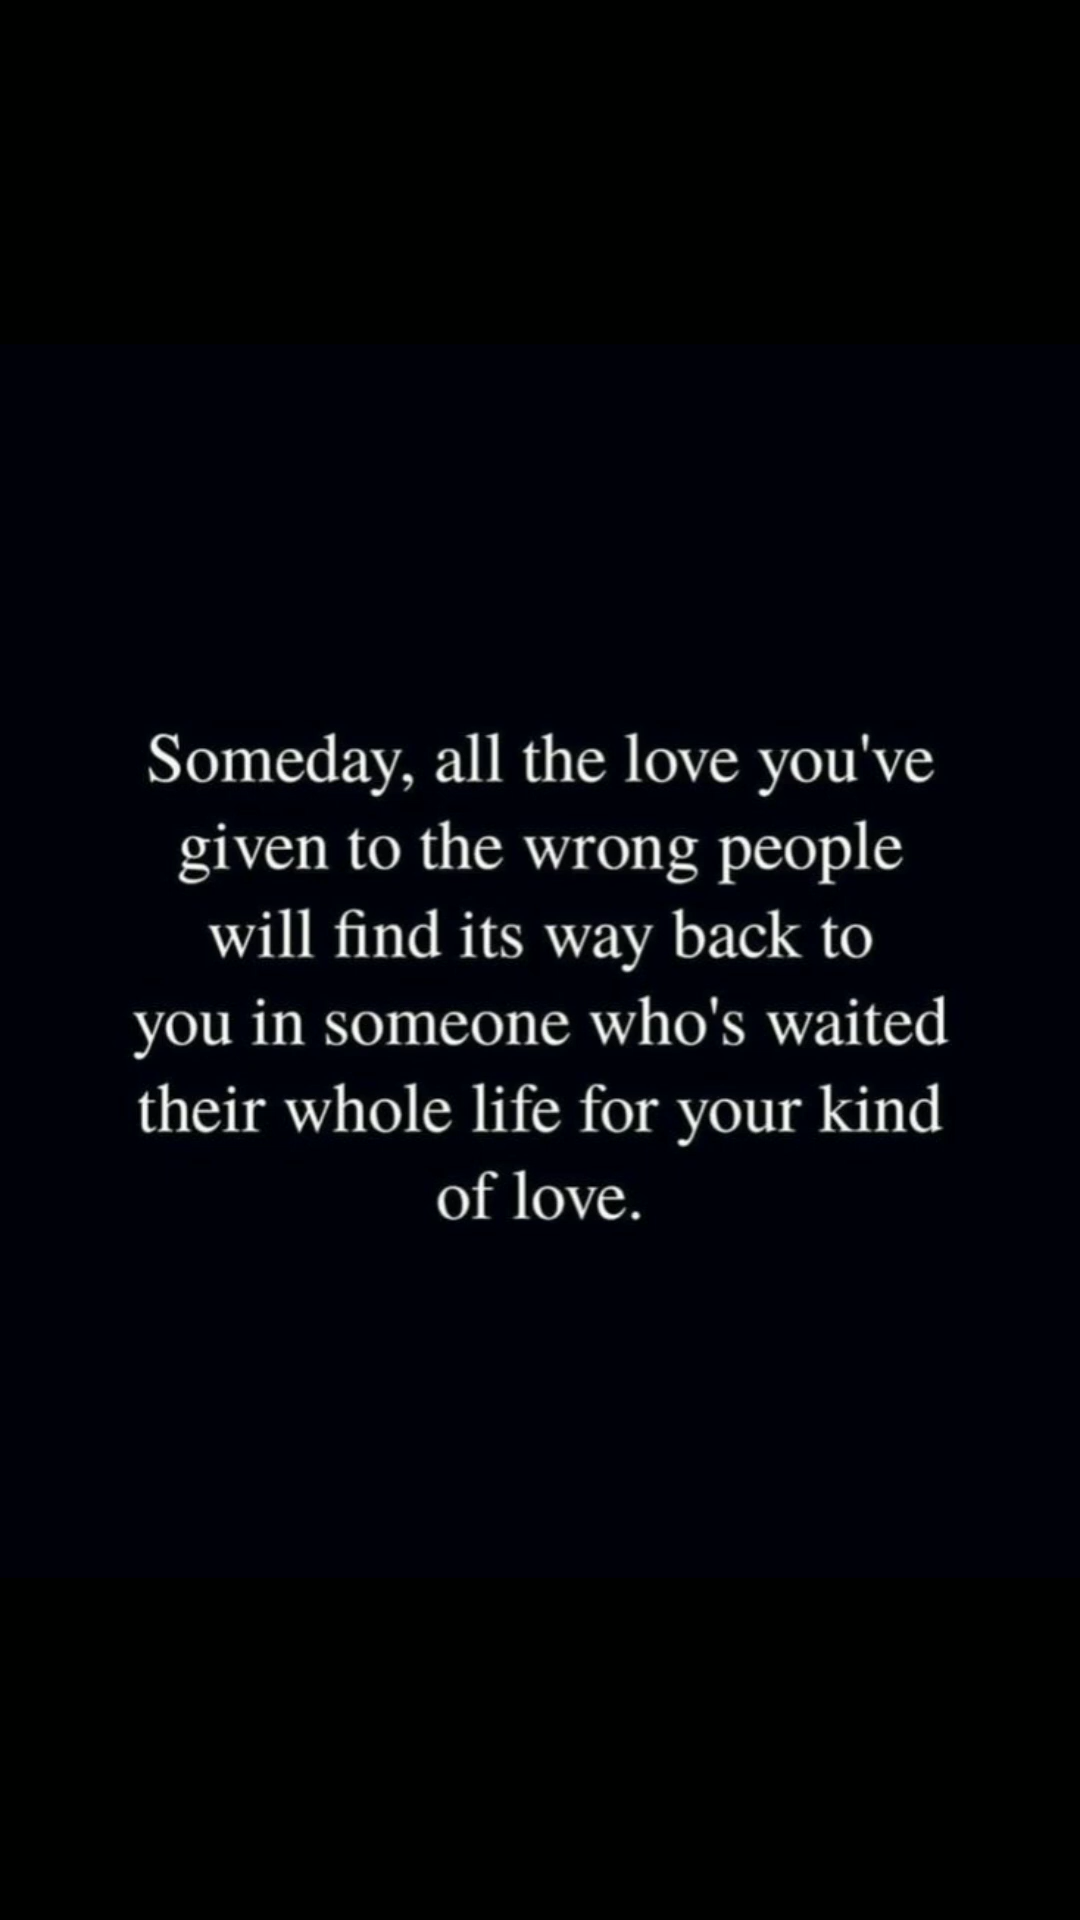 Someday, all the love you've
given to the wrong people
will find its way back to
you in someone who's waited
their whole life for your kind
of love.